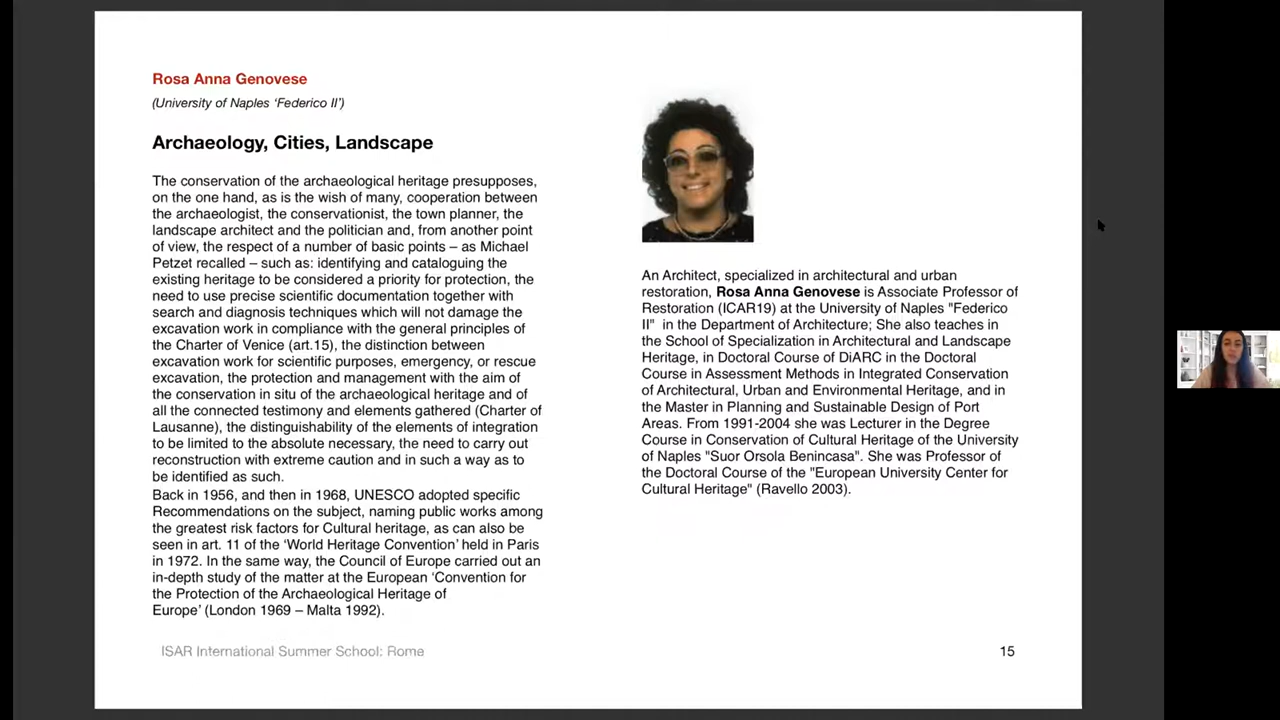 Rosa Anna Genovese
(University of Naples ‘Federico II’)
Archaeology, Cities, Landscape
The conservation of the archaeological heritage presupposes,
on the one hand, as is the wish of many, cooperation between
the archaeologist, the conservationist, the town planner, the
landscape architect and the politician and, from another point
of view, the respect of a number of basic points – as Michael
Petzet recalled – such as: identifying and cataloguing the
existing heritage to be considered a priority for protection, the
need to use precise scientific documentation together with
search and diagnosis techniques which will not damage the
excavation work in compliance with the general principles of
the Charter of Venice (art.15), the distinction between
excavation work for scientific purposes, emergency, or rescue
excavation, the protection and management with the aim of
the conservation in situ of the archaeological heritage and of
all the connected testimony and elements gathered (Charter of
Lausanne), the distinguishability of the elements of integration
to be limited to the absolute necessary, the need to carry out
reconstruction with extreme caution and in such a way as to
be identified as such.
Back in 1956, and then in 1968, UNESCO adopted specific
Recommendations on the subject, naming public works among
the greatest risk factors for Cultural heritage, as can also be
seen in art. 11 of the ‘World Heritage Convention’ held in Paris
in 1972. In the same way, the Council of Europe carried out an
in-depth study of the matter at the European ‘Convention for
the Protection of the Archaeological Heritage of
Europe’ (London 1969 – Malta 1992).
An Architect, specialized in architectural and urban
restoration, Rosa Anna Genovese is Associate Professor of
Restoration (ICAR19) at the University of Naples "Federico
II" in the Department of Architecture; She also teaches in
the School of Specialization in Architectural and Landscape
Heritage, in Doctoral Course of DiARC in the Doctoral
Course in Assessment Methods in Integrated Conservation
of Architectural, Urban and Environmental Heritage, and in
the Master in Planning and Sustainable Design of Port
Areas. From 1991-2004 she was Lecturer in the Degree
Course in Conservation of Cultural Heritage of the University
of Naples "Suor Orsola Benincasa". She was Professor of
the Doctoral Course of the "European University Center for
Cultural Heritage" (Ravello 2003).
ISAR International Summer School: Rome
15